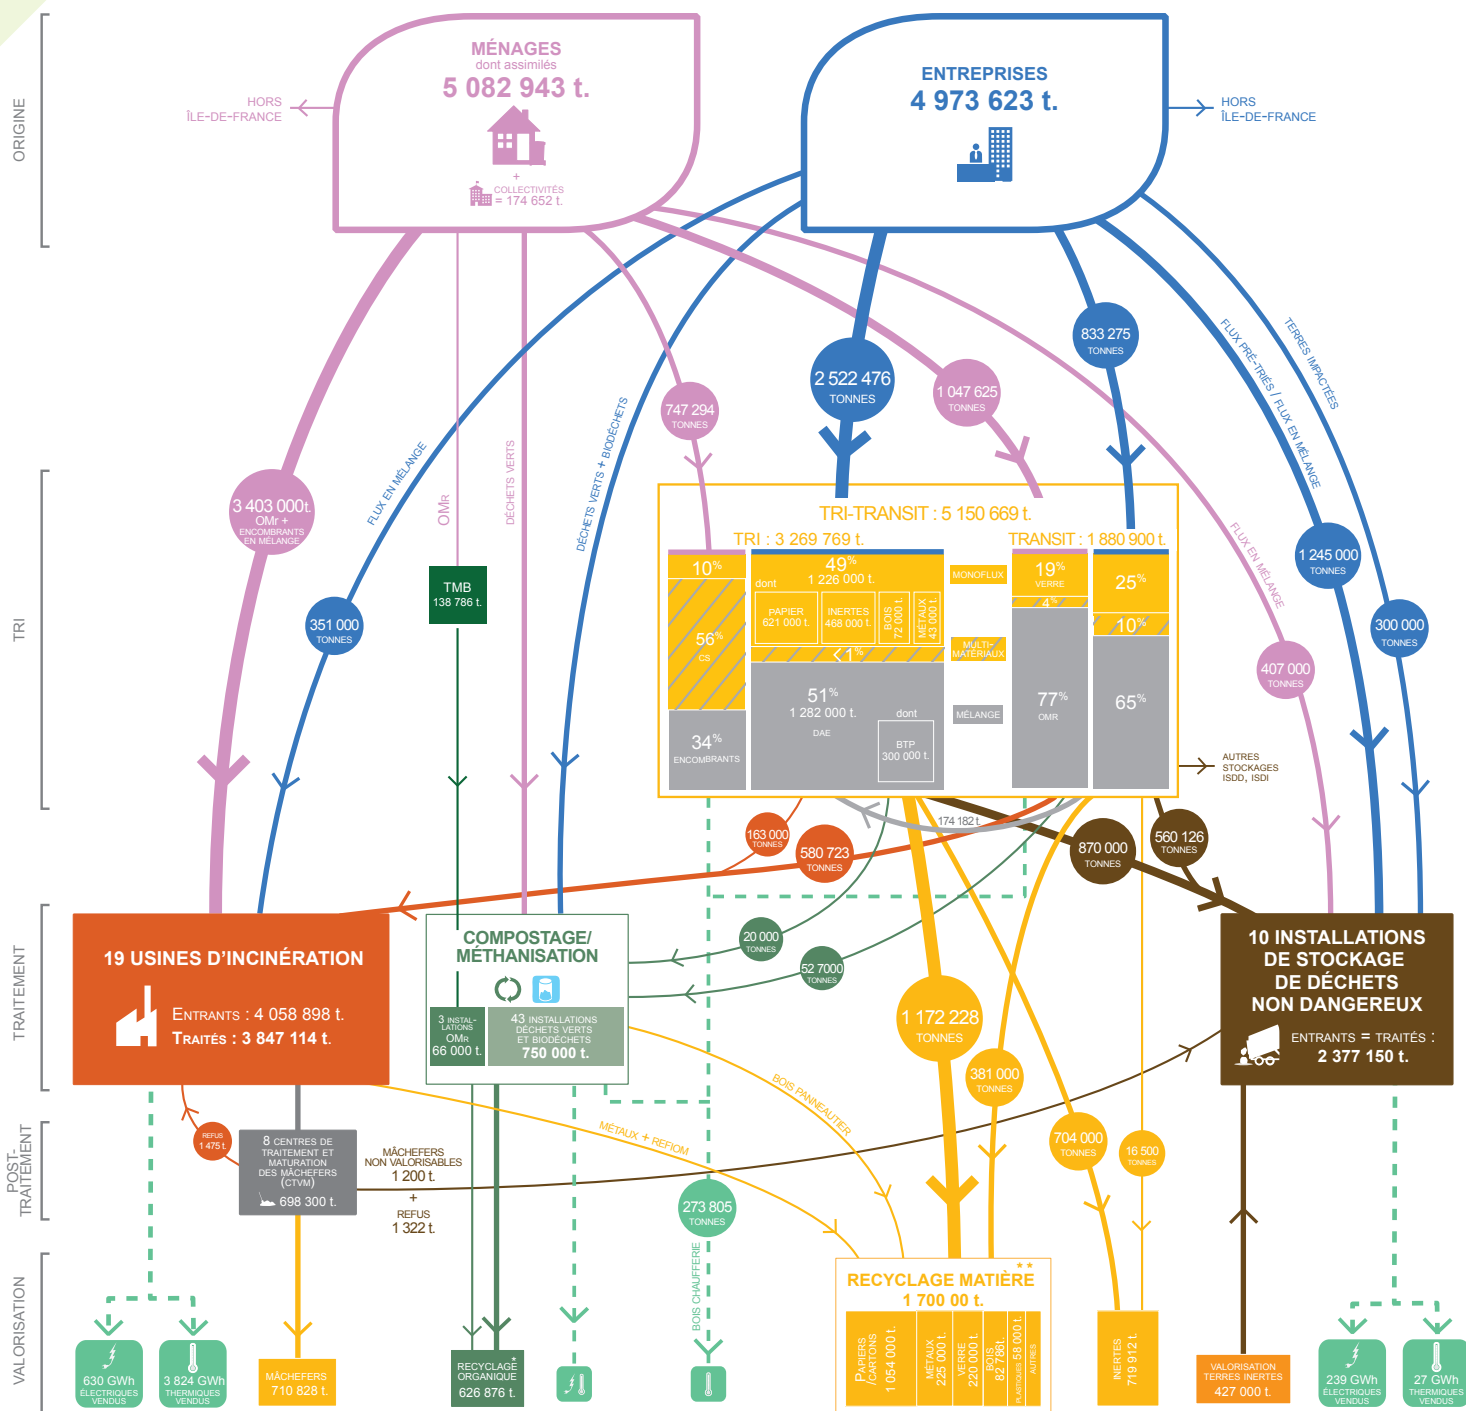 ORIGINE
MÉNAGES
dont assimilés
5 082 943 t.
+
COLLECTIVITÉS
= 174 652 t.
HORS
ÎLE-DE-FRANCE
ENTREPRISES
4 973 623 t.
HORS
ÎLE-DE-FRANCE
TRI
3 403 000t.
OMr +
ENCOMBRANTS
EN MÉLANGE
FLUX EN MÉLANGE
351 000
TONNES
OMR
TMB
138 786 t.
DÉCHETS VERTS
DÉCHETS VERTS + BIODÉCHETS
747 294
TONNES
2 522 476
TONNES
1 047 625
TONNES
833 275
TONNES
FLUX PRÉ-TRIÉS / FLUX EN MÉLANGE
TERRES IMPACTÉES
FLUX EN MÉLANGE
1 245 000
TONNES
300 000
TONNES
407 000
TONNES
TRI-TRANSIT : 5 150 669 t.
TRI : 3 269 769 t.
TRANSIT : 1 880 900 t.
10%
56%
CS
34%
ENCOMBRANTS
49%
1 226 000 t.
dont
PAPIER
621 000 t.
INERTES
468 000 t.
BOIS
72 000 t.
MÉTAUX
43 000 t.
<1%
51%
1 282 000 t.
DAE
dont
BTP
300 000 t.
MONOFLUX
MULTI-
MATÉRIAUX
MÉLANGE
19%
VERRE
4%
77%
OMR
25%
10%
65%
AUTRES
STOCKAGES
ISDD, ISDI
174 182 t.
163 000
TONNES
580 723
TONNES
870 000
TONNES
560 126
TONNES
TRAITEMENT
19 USINES D'INCINÉRATION
ENTRANTS : 4 058 898 t.
TRAITÉS : 3 847 114 t.
COMPOSTAGE/
MÉTHANISATION
3 INSTAL-
LATIONS
OMR
66 000 t.
43 INSTALLATIONS
DÉCHETS VERTS
ET BIODÉCHETS
750 000 t.
20 000
TONNES
52 7000
TONNES
1 172 228
TONNES
381 000
TONNES
10 INSTALLATIONS
DE STOCKAGE
DE DÉCHETS
NON DANGEREUX
ENTRANTS = TRAITÉS :
2 377 150 t.
POST-
TRAITEMENT
REFUS
1 475 t.
8 CENTRES DE
TRAITEMENT ET
MATURATION
DES MÂCHEFERS
(CTVM)
698 300 t.
MÂCHEFERS
NON VALORISABLES
1 200 t.
+
REFUS
1 322 t.
MÉTAUX + REFIOM
BOIS PANNEAUTIER
273 805
TONNES
BOIS CHAUFFERIE
704 000
TONNES
16 500
TONNES
VALORISATION
630 GWh
ÉLECTRIQUES
VENDUS
3 824 GWh
THERMIQUES
VENDUS
MÂCHEFERS
710 828 t.
RECYCLAGE *
ORGANIQUE
626 876 t.
RECYCLAGE MATIÈRE **
1 700 00 t.
PAPIERS
/CARTONS
1 054 000 t.
MÉTAUX
225 000 t.
VERRE
220 000 t.
BOIS
82 786t.
PLASTIQUES 58 000 t.
AUTRES
INERTES
719 912 t.
VALORISATION
TERRES INERTES
427 000 t.
239 GWh
ÉLECTRIQUES
VENDUS
27 GWh
THERMIQUES
VENDUS